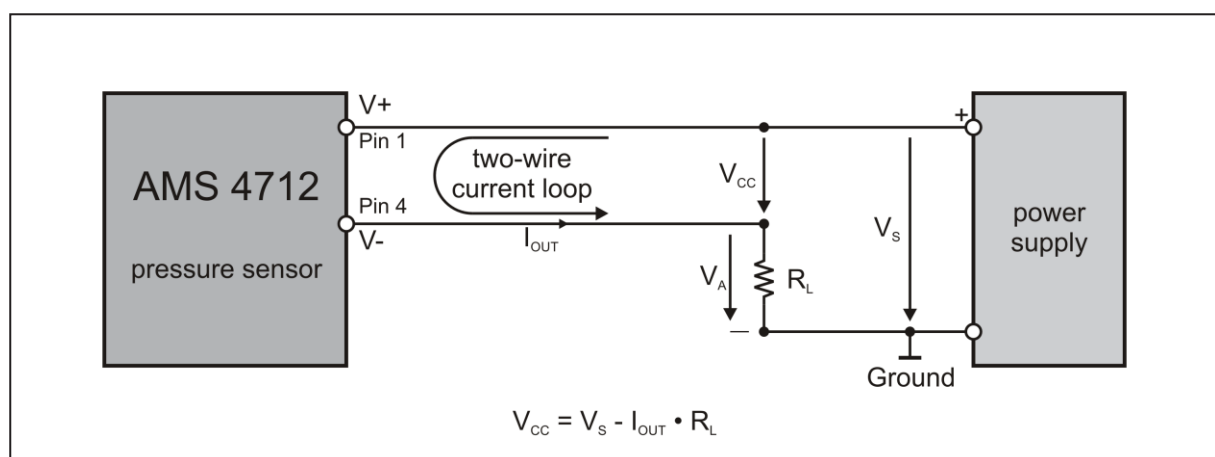 V+
Pin 1
AMS 4712
pressure sensor
Pin 4
V-
two-wire
current loop
I_OUT
V_CC
V_A
R_L
V_S
+
power
supply
—
Ground
V_CC = V_S - I_OUT • R_L